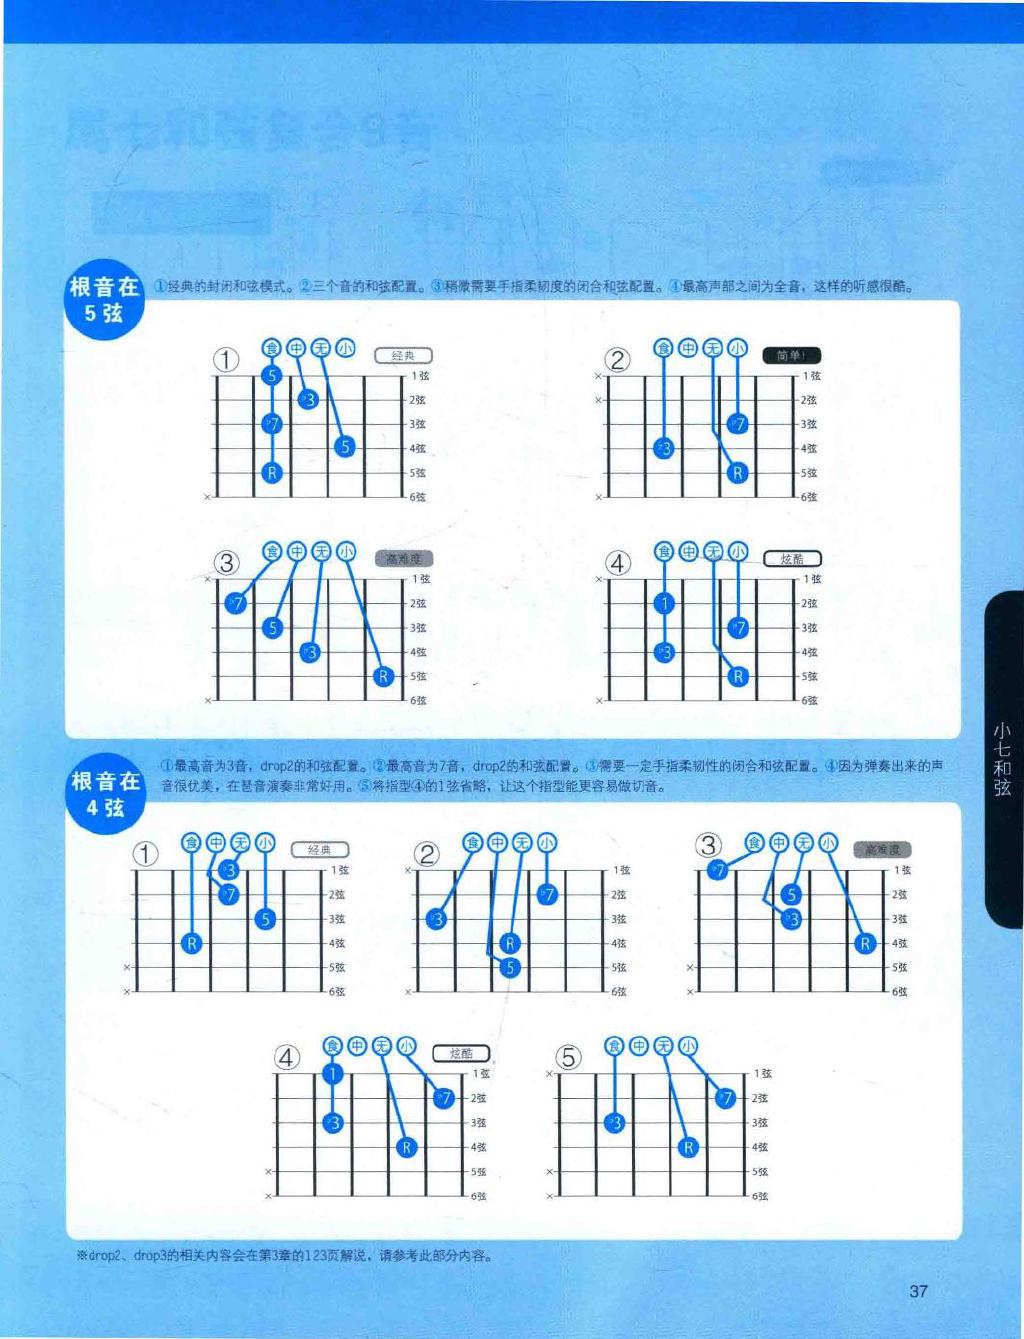 根音在
5弦
①经典的封闭和弦模式。②三个音的和弦配置。③稍微需要手指柔韧度的闭合和弦配置。④最高声部之间为全音，这样的听感很酷。
① 食 中 无 小 经典
5 1弦
♭3 2弦
♭7 3弦
5 4弦
R 5弦
× 6弦
② 食 中 无 小 简单!
× 1弦
× 2弦
♭7 3弦
♭3 4弦
R 5弦
× 6弦
③ 食 中 无 小 高难度
× 1弦
♭7 2弦
5 3弦
♭3 4弦
R 5弦
× 6弦
④ 食 中 无 小 炫酷
× 1弦
1 2弦
♭7 3弦
♭3 4弦
R 5弦
× 6弦
小七和弦
根音在
4弦
①最高音为3音，drop2的和弦配置。②最高音为7音，drop2的和弦配置。③需要一定手指柔韧性的闭合和弦配置。④因为弹奏出来的声
音很优美，在琶音演奏非常好用。⑤将指型④的1弦省略，让这个指型能更容易做切音。
① 食 中 无 小 经典
♭3 1弦
♭7 2弦
5 3弦
R 4弦
× 5弦
× 6弦
② 食 中 无 小
× 1弦
♭7 2弦
♭3 3弦
R 4弦
5 5弦
× 6弦
③ 食 中 无 小 高难度
♭7 1弦
5 2弦
♭3 3弦
R 4弦
× 5弦
× 6弦
④ 食 中 无 小 炫酷
1 1弦
♭7 2弦
♭3 3弦
R 4弦
× 5弦
× 6弦
⑤ 食 中 无 小
× 1弦
♭7 2弦
♭3 3弦
R 4弦
× 5弦
× 6弦
※drop2、drop3的相关内容会在第3章的123页解说，请参考此部分内容。
37